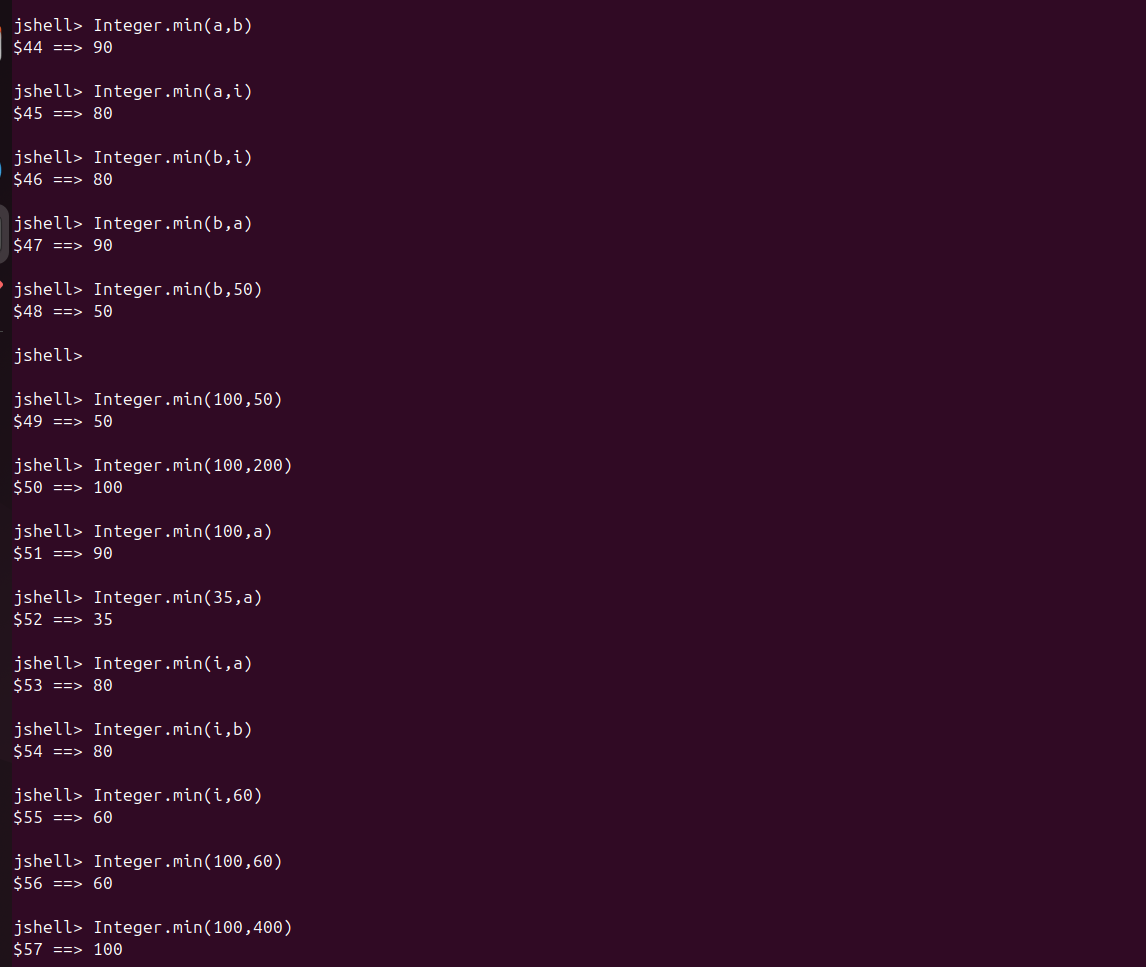 jshell> Integer.min(a,b)
$44 ==> 90
jshell> Integer.min(a,i)
$45 ==> 80
jshell> Integer.min(b,i)
$46 ==> 80
jshell> Integer.min(b,a)
$47 ==> 90
jshell> Integer.min(b,50)
$48 ==> 50
jshell>
jshell> Integer.min(100,50)
$49 ==> 50
jshell> Integer.min(100,200)
$50 ==> 100
jshell> Integer.min(100,a)
$51 ==> 90
jshell> Integer.min(35,a)
$52 ==> 35
jshell> Integer.min(i,a)
$53 ==> 80
jshell> Integer.min(i,b)
$54 ==> 80
jshell> Integer.min(i,60)
$55 ==> 60
jshell> Integer.min(100,60)
$56 ==> 60
jshell> Integer.min(100,400)
$57 ==> 100